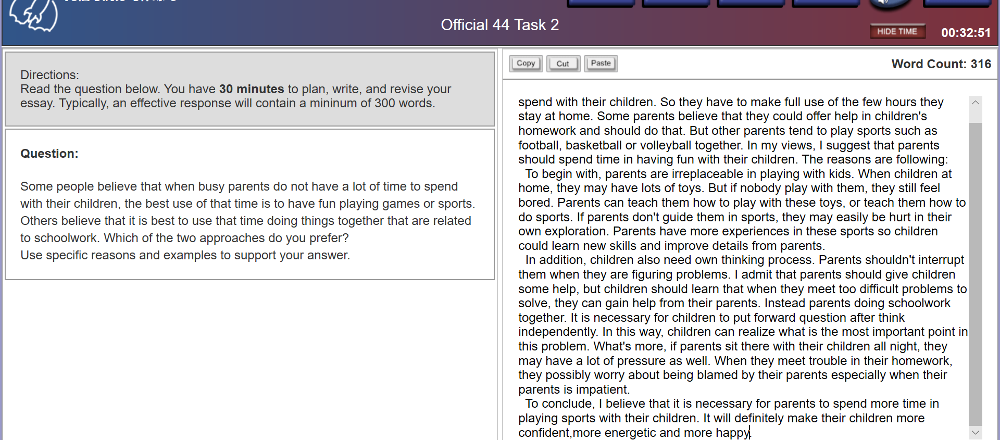 Official 44 Task 2
HIDE TIME
00:32:51
Directions:
Read the question below. You have 30 minutes to plan, write, and revise your
essay. Typically, an effective response will contain a mininum of 300 words.
Question:
Some people believe that when busy parents do not have a lot of time to spend
with their children, the best use of that time is to have fun playing games or sports.
Others believe that it is best to use that time doing things together that are related
to schoolwork. Which of the two approaches do you prefer?
Use specific reasons and examples to support your answer.
Copy Cut Paste
Word Count: 316
spend with their children. So they have to make full use of the few hours they
stay at home. Some parents believe that they could offer help in children's
homework and should do that. But other parents tend to play sports such as
football, basketball or volleyball together. In my views, I suggest that parents
should spend time in having fun with their children. The reasons are following:
To begin with, parents are irreplaceable in playing with kids. When children at
home, they may have lots of toys. But if nobody play with them, they still feel
bored. Parents can teach them how to play with these toys, or teach them how to
do sports. If parents don't guide them in sports, they may easily be hurt in their
own exploration. Parents have more experiences in these sports so children
could learn new skills and improve details from parents.
In addition, children also need own thinking process. Parents shouldn't interrupt
them when they are figuring problems. I admit that parents should give children
some help, but children should learn that when they meet too difficult problems to
solve, they can gain help from their parents. Instead parents doing schoolwork
together. It is necessary for children to put forward question after think
independently. In this way, children can realize what is the most important point in
this problem. What's more, if parents sit there with their children all night, they
may have a lot of pressure as well. When they meet trouble in their homework,
they possibly worry about being blamed by their parents especially when their
parents is impatient.
To conclude, I believe that it is necessary for parents to spend more time in
playing sports with their children. It will definitely make their children more
confident,more energetic and more happy.